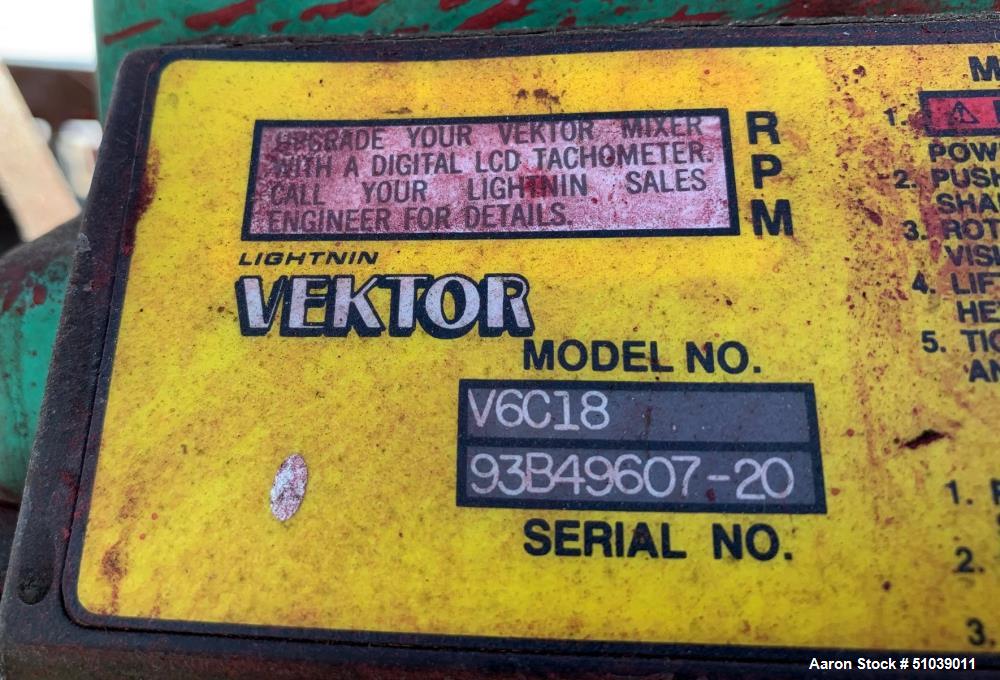 UPGRADE YOUR VEKTOR MIXER
WITH A DIGITAL LCD TACHOMETER.
CALL YOUR LIGHTNIN SALES
ENGINEER FOR DETAILS.
RPM
LIGHTNIN
VEKTOR
MODEL NO.
V6C18
93B49607-20
SERIAL NO.
1.
2. PUSH
3.
4.
5.
1.
2.
3.
Aaron Stock # 51039011